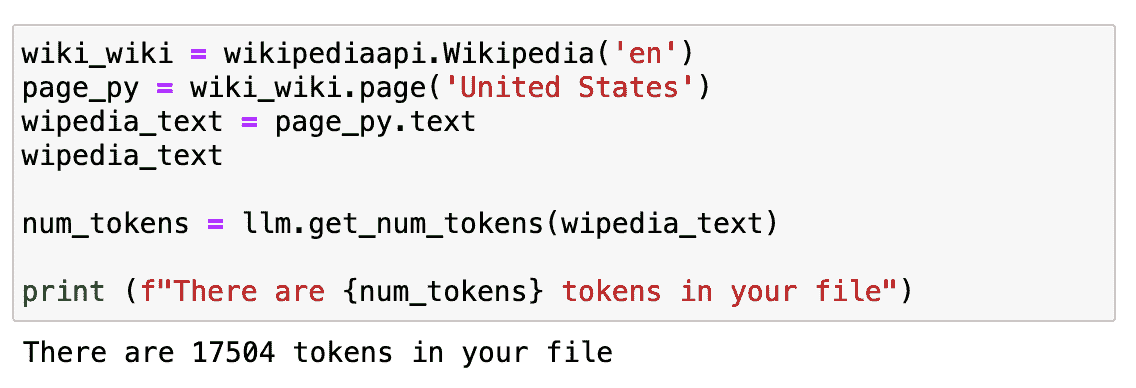 wiki_wiki = wikipediaapi.Wikipedia('en')
page_py = wiki_wiki.page('United States')
wipedia_text = page_py.text
wipedia_text
num_tokens = llm.get_num_tokens(wipedia_text)
print (f"There are {num_tokens} tokens in your file")
There are 17504 tokens in your file